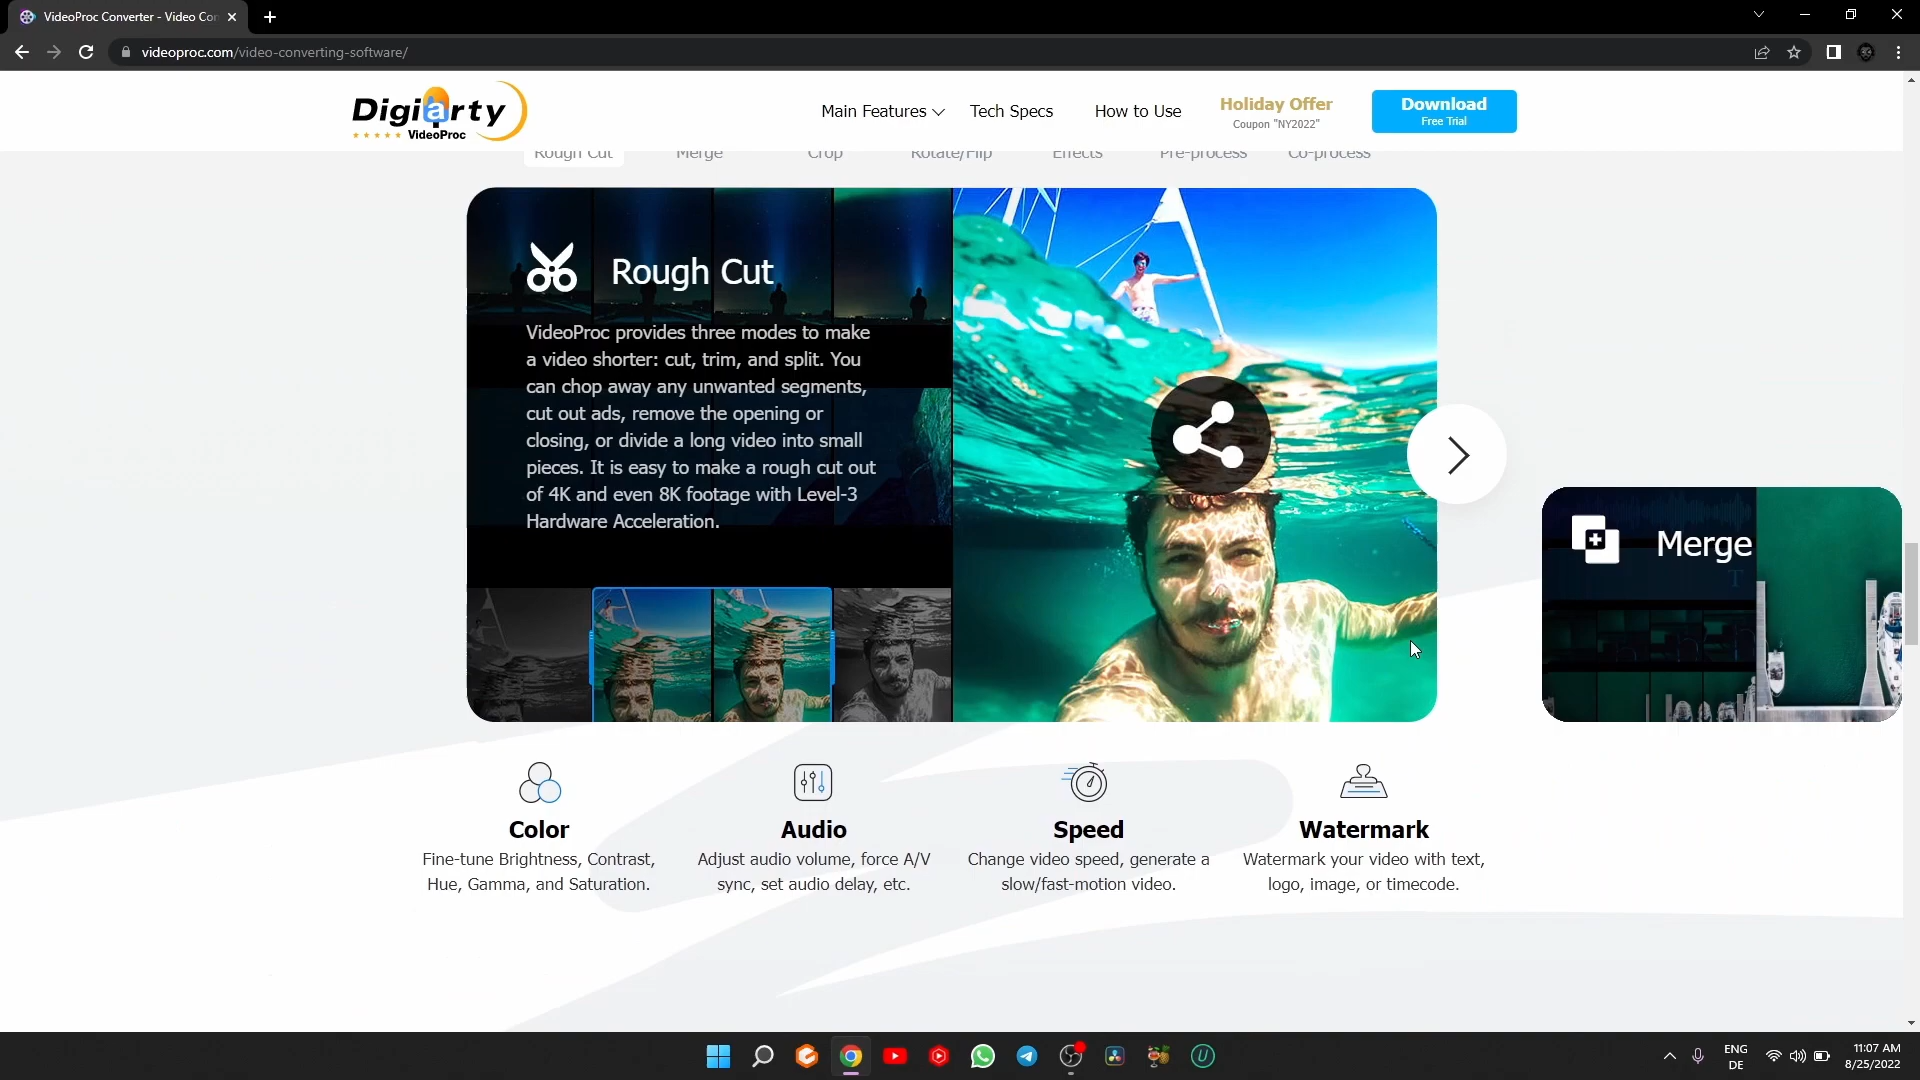 VideoProc Converter - Video Con
videoproc.com/video-converting-software/
Digiarty
VideoProc
Main Features
Tech Specs
How to Use
Holiday Offer
Coupon "NY2022"
Download
Free Trial
Rough Cut
Merge
Crop
Rotate/Flip
Effects
Pre-process
Co-process
Rough Cut
VideoProc provides three modes to make
a video shorter: cut, trim, and split. You
can chop away any unwanted segments,
cut out ads, remove the opening or
closing, or divide a long video into small
pieces. It is easy to make a rough cut out
of 4K and even 8K footage with Level-3
Hardware Acceleration.
Merge
T
Color
Fine-tune Brightness, Contrast,
Hue, Gamma, and Saturation.
Audio
Adjust audio volume, force A/V
sync, set audio delay, etc.
Speed
Change video speed, generate a
slow/fast-motion video.
Watermark
Watermark your video with text,
logo, image, or timecode.
ENG
DE
11:07 AM
8/25/2022